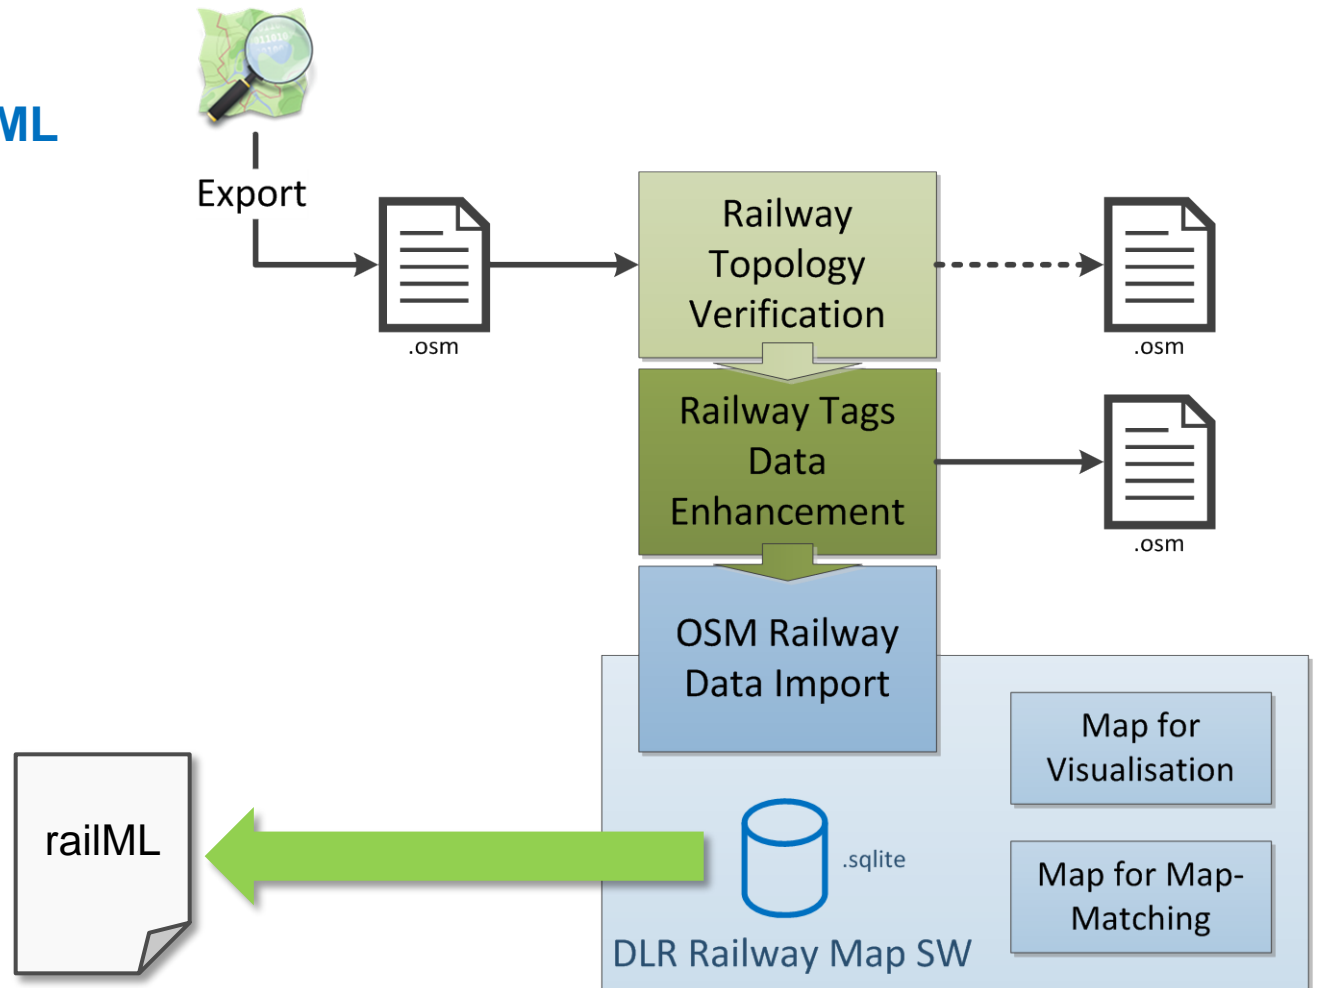 ML
Export
.osm
Railway
Topology
Verification
.osm
Railway Tags
Data
Enhancement
.osm
OSM Railway
Data Import
Map for
Visualisation
railML
.sqlite
Map for Map-
Matching
DLR Railway Map SW